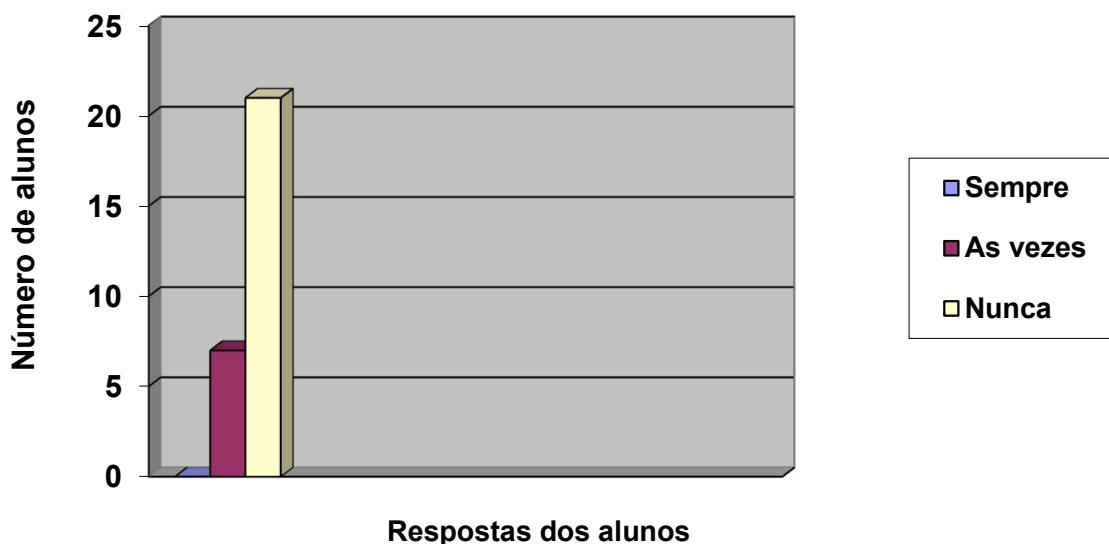 Número de alunos
25
20
15
10
5
0
Respostas dos alunos
Sempre
As vezes
Nunca